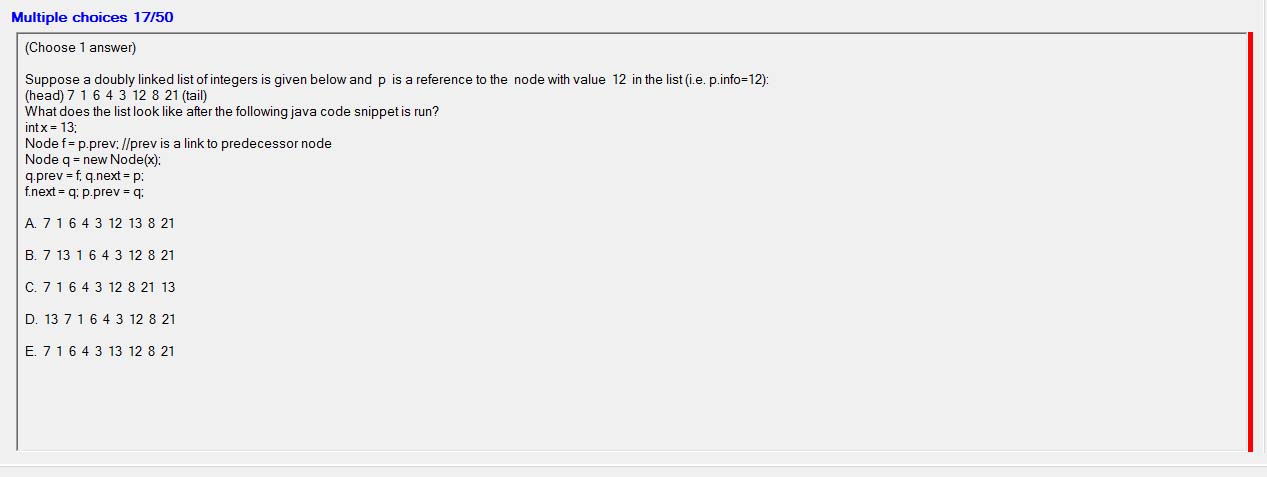 Multiple choices 17/50
(Choose 1 answer)
Suppose a doubly linked list of integers is given below and p is a reference to the node with value 12 in the list (i.e. p.info=12):
(head) 7 1 6 4 3 12 8 21 (tail)
What does the list look like after the following java code snippet is run?
int x = 13;
Node f = p.prev; //prev is a link to predecessor node
Node q = new Node(x);
q.prev = f; q.next = p;
f.next = q; p.prev = q;
A. 7 1 6 4 3 12 13 8 21
B. 7 13 1 6 4 3 12 8 21
C. 7 1 6 4 3 12 8 21 13
D. 13 7 1 6 4 3 12 8 21
E. 7 1 6 4 3 13 12 8 21